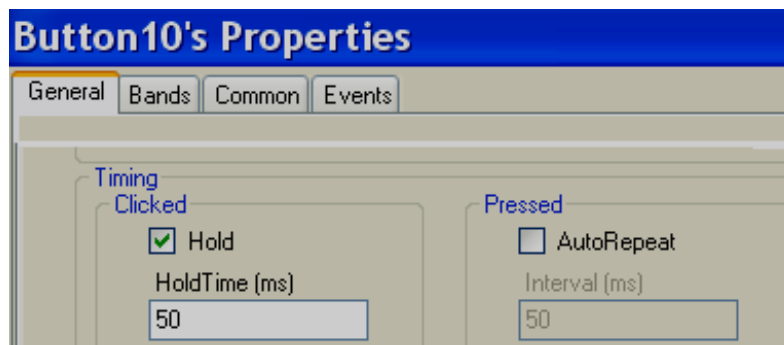 Button10's Properties
General Bands Common Events
Timing
Clicked Pressed
Hold AutoRepeat
HoldTime (ms) Interval (ms)
50 50